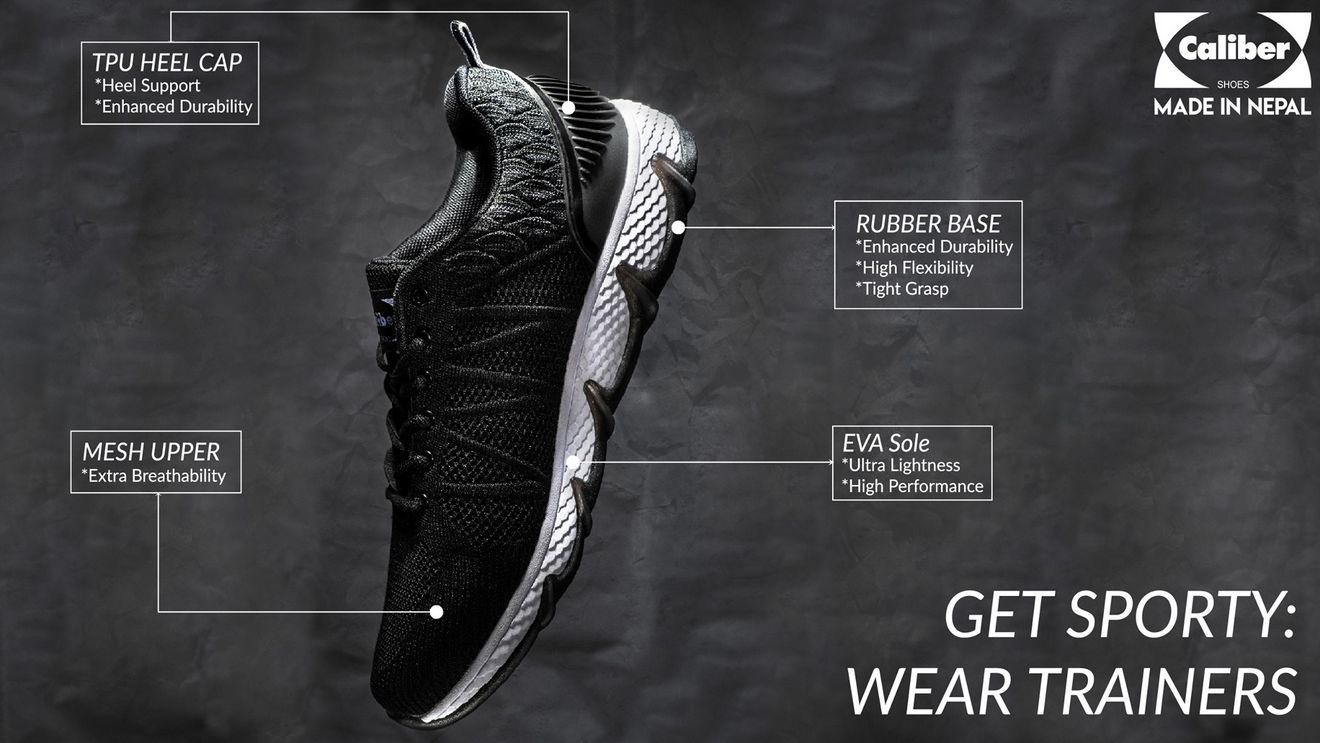 TPU HEEL CAP
*Heel Support
*Enhanced Durability
Caliber
SHOES
MADE IN NEPAL
RUBBER BASE
*Enhanced Durability
*High Flexibility
*Tight Grasp
MESH UPPER
*Extra Breathability
EVA Sole
*Ultra Lightness
*High Performance
GET SPORTY:
WEAR TRAINERS